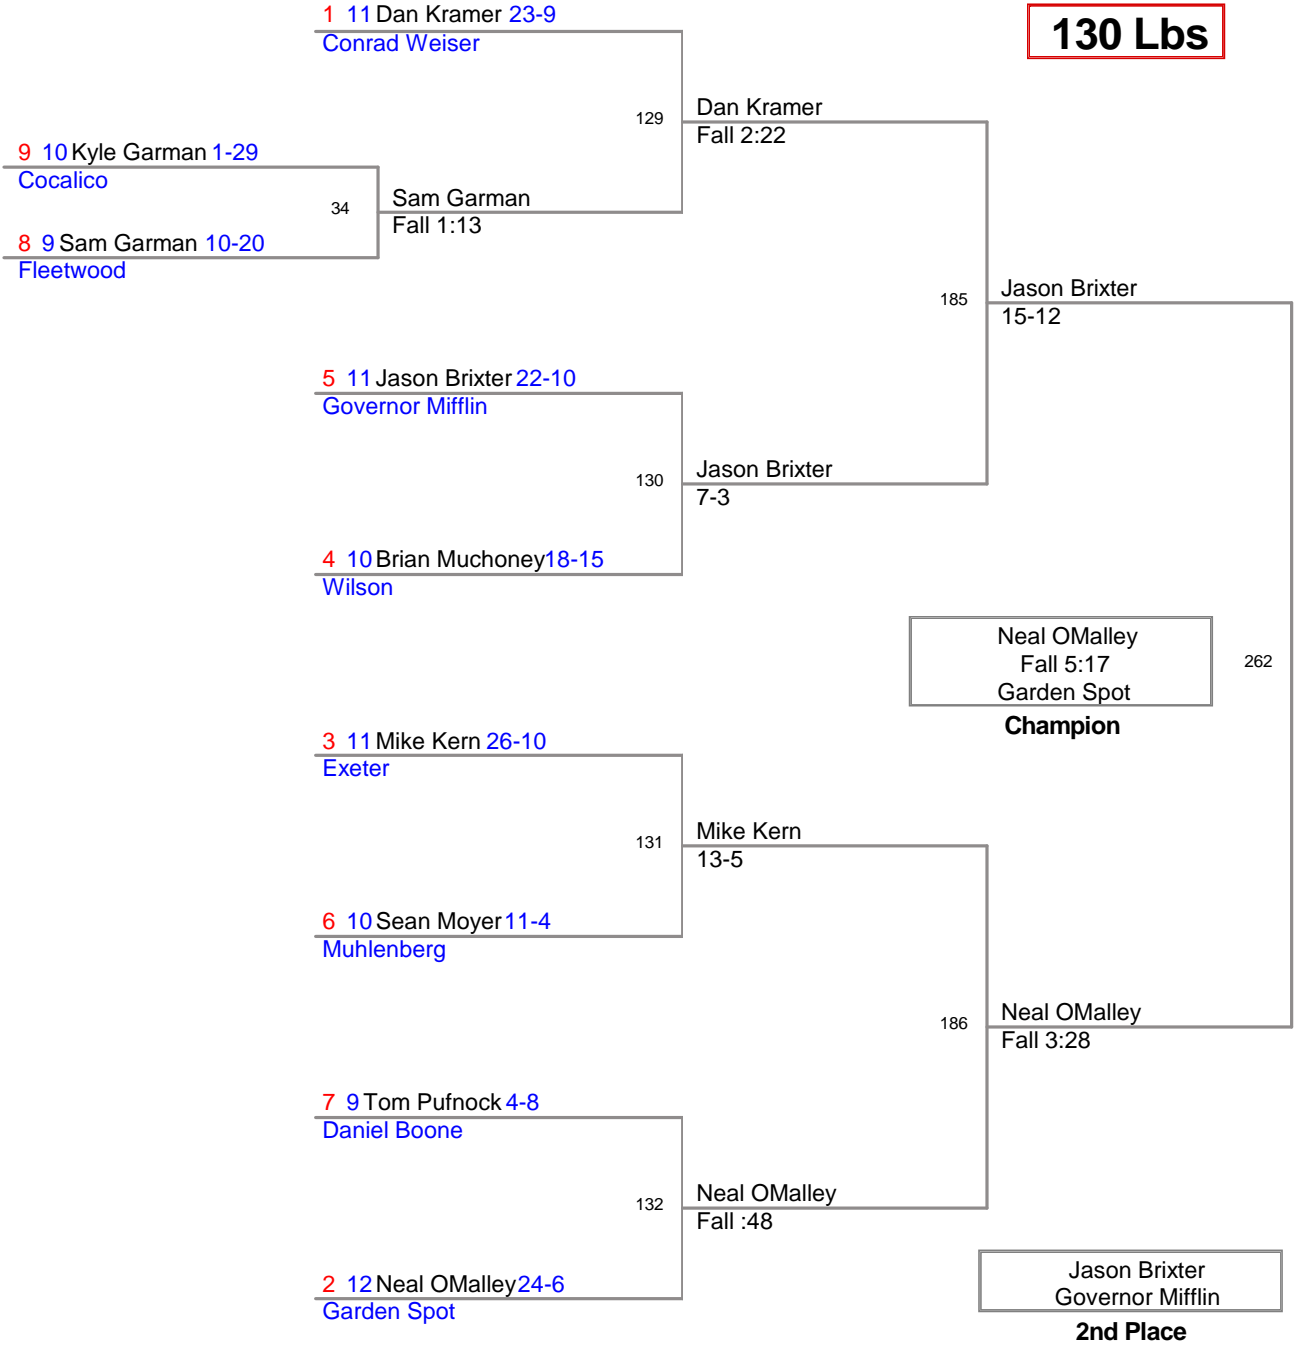 1 11 Dan Kramer 23-9
Conrad Weiser
130 Lbs
129
Dan Kramer
Fall 2:22
9 10 Kyle Garman 1-29
Cocalico
34
Sam Garman
Fall 1:13
8 9 Sam Garman 10-20
Fleetwood
185
Jason Brixter
15-12
5 11 Jason Brixter 22-10
Governor Mifflin
130
Jason Brixter
7-3
4 10 Brian Muchoney 18-15
Wilson
Neal OMalley
Fall 5:17
Garden Spot
Champion
262
3 11 Mike Kern 26-10
Exeter
131
Mike Kern
13-5
6 10 Sean Moyer 11-4
Muhlenberg
186
Neal OMalley
Fall 3:28
7 9 Tom Pufnock 4-8
Daniel Boone
132
Neal OMalley
Fall :48
2 12 Neal OMalley 24-6
Garden Spot
Jason Brixter
Governor Mifflin
2nd Place